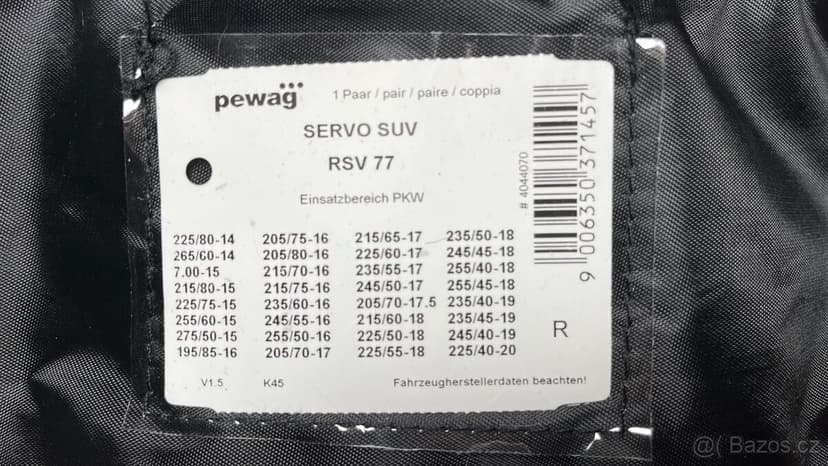 pewag 1 Paar / pair / paire / coppia
SERVO SUV
RSV 77
Einsatzbereich PKW
225/80-14 205/75-16 215/65-17 235/50-18
265/60-14 205/80-16 225/60-17 245/45-18
7.00-15 215/70-16 235/55-17 255/40-18
215/80-15 215/75-16 245/50-17 255/45-18
225/75-15 235/60-16 205/70-17.5 235/40-19
255/60-15 245/55-16 215/60-18 235/45-19
275/50-15 255/50-16 225/50-18 245/40-19
195/85-16 205/70-17 225/55-18 225/40-20
V1.5 K45 Fahrzeugherstellerdaten beachten!
R
# 4044070
9 006350 371457
@( Bazos.cz